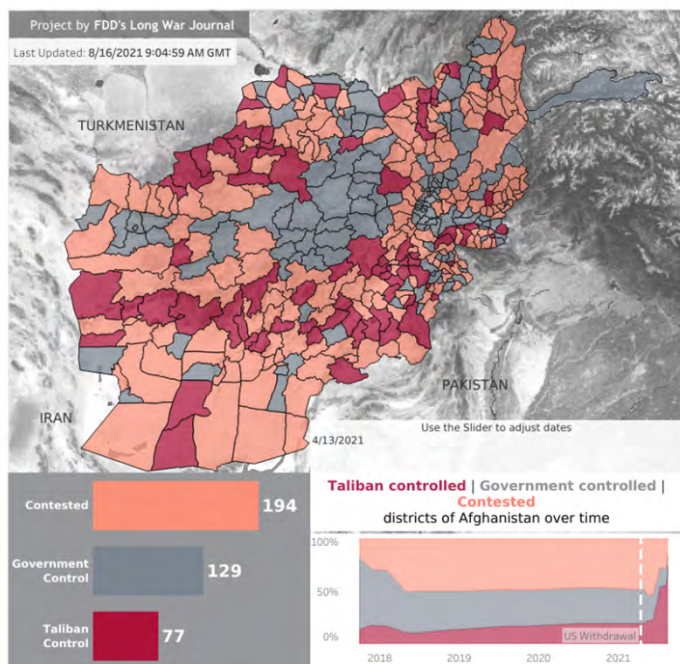 Project by FDD's Long War Journal
Last Updated: 8/16/2021 9:04:59 AM GMT
TURKMENISTAN
PAKISTAN
IRAN
Use the Slider to adjust dates
4/13/2021
Contested
194
Government
Control
129
Taliban
Control
77
Taliban controlled | Government controlled |
Contested
districts of Afghanistan over time
100%
50%
0%
US Withdrawal
2018 2019 2020 2021